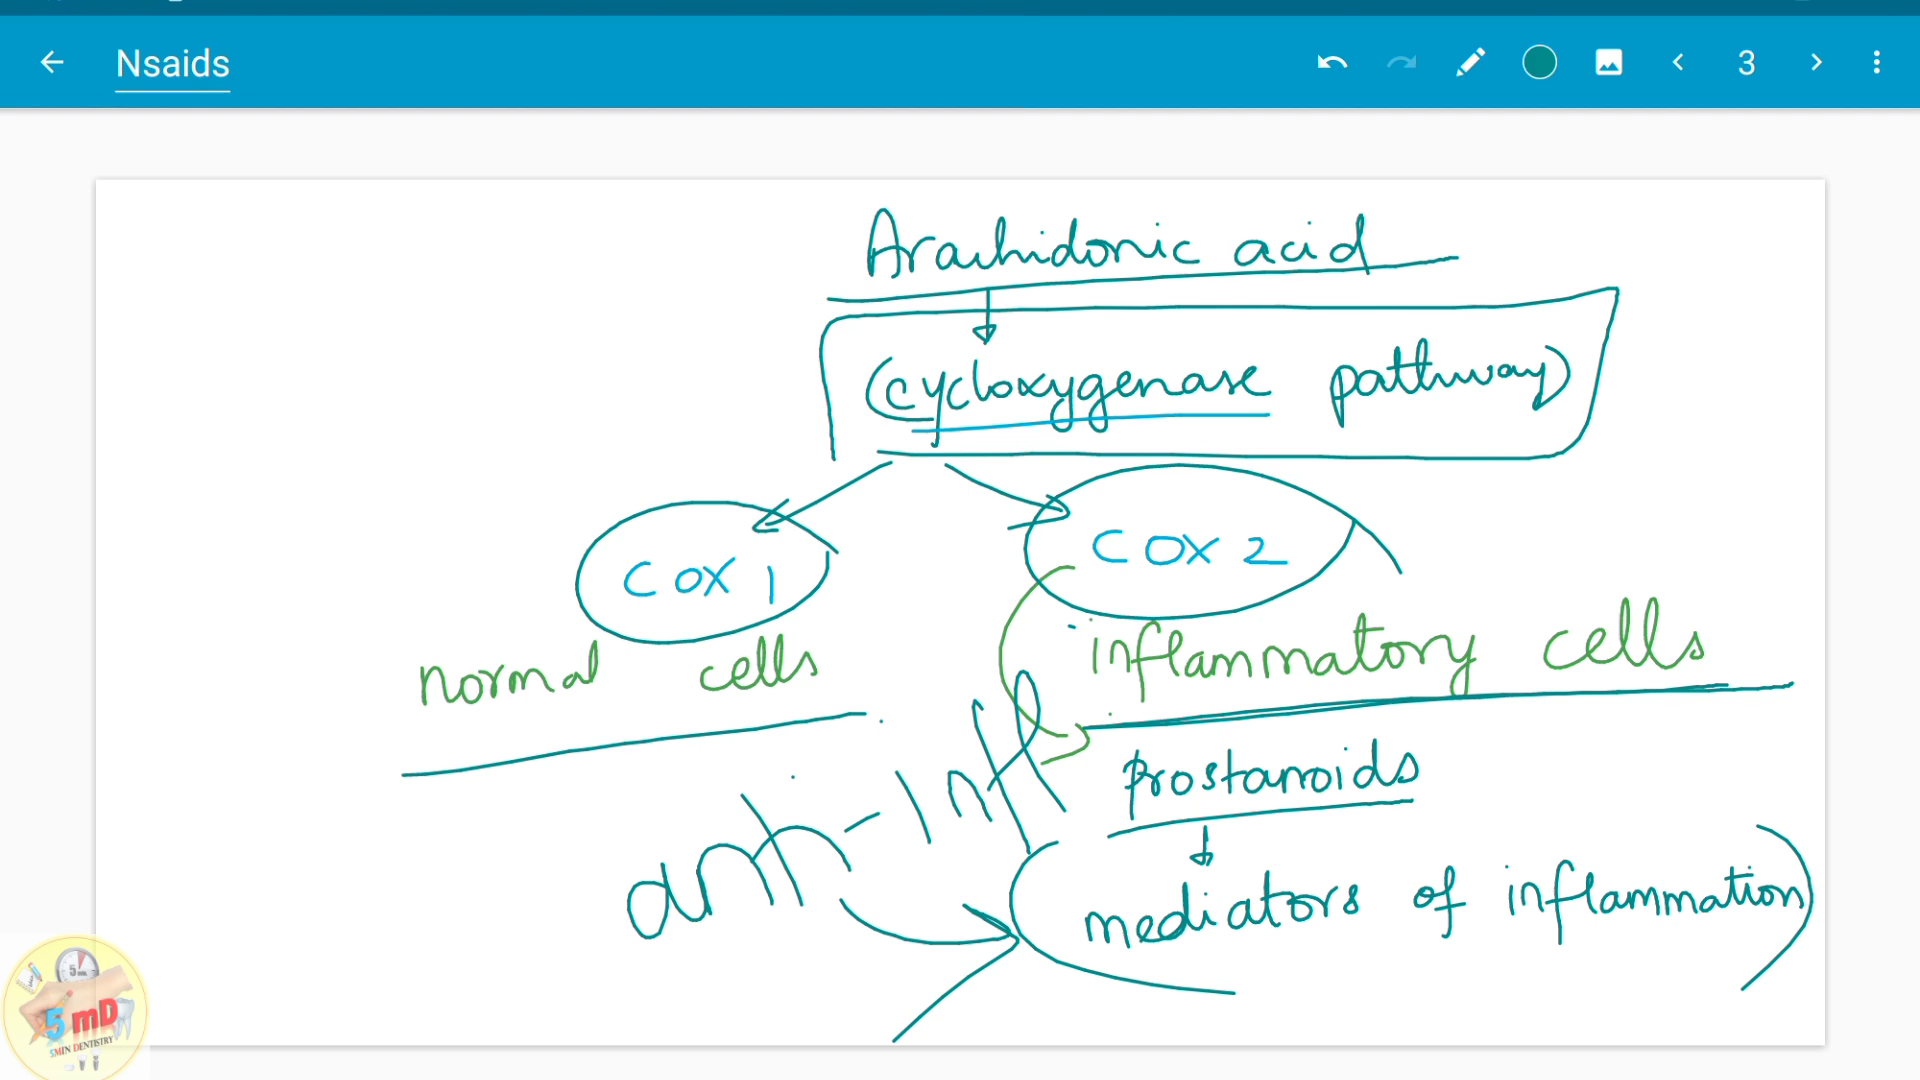 Nsaids
3
Arachidonic acid
(cycloxygenase pathway)
COX 1
COX 2
normal cells
inflammatory cells
prostanoids
anti-Infl
mediators of inflammation
5
5 mD
5MIN DENTISTRY